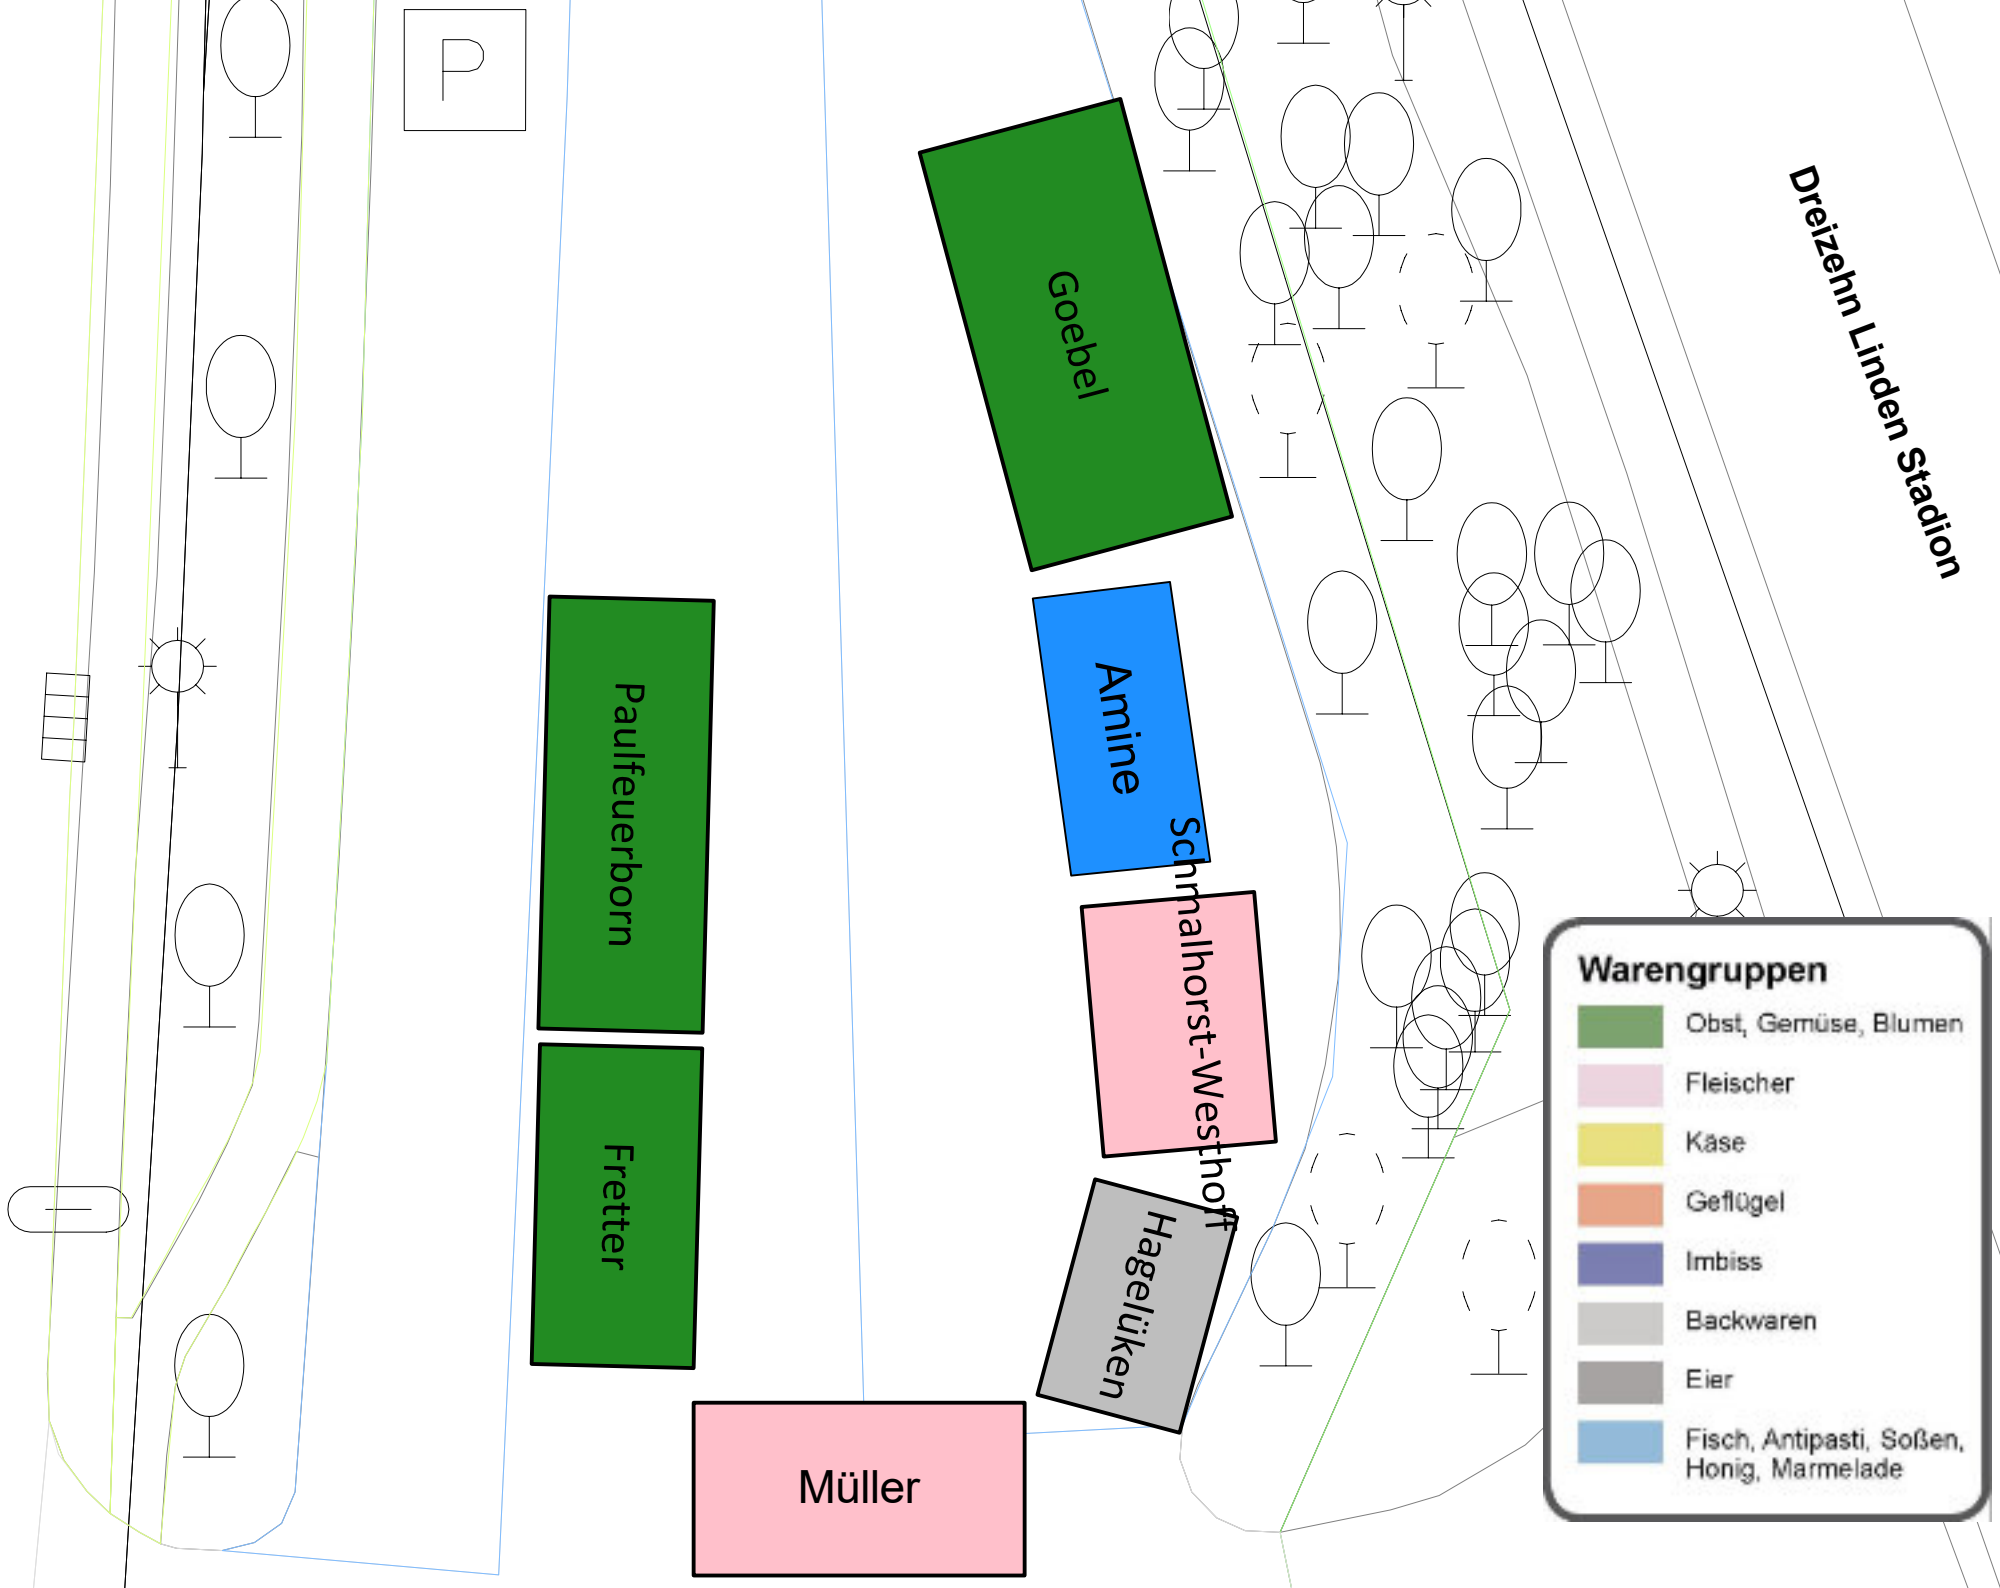 P
Dreizehn Linden Stadion
Goebel
Amine
Paulfeuerborn
Schmalhorst-Westhoff
Fretter
Hagelüken
Müller
Warengruppen
Obst, Gemüse, Blumen
Fleischer
Käse
Geflügel
Imbiss
Backwaren
Eier
Fisch, Antipasti, Soßen,
Honig, Marmelade